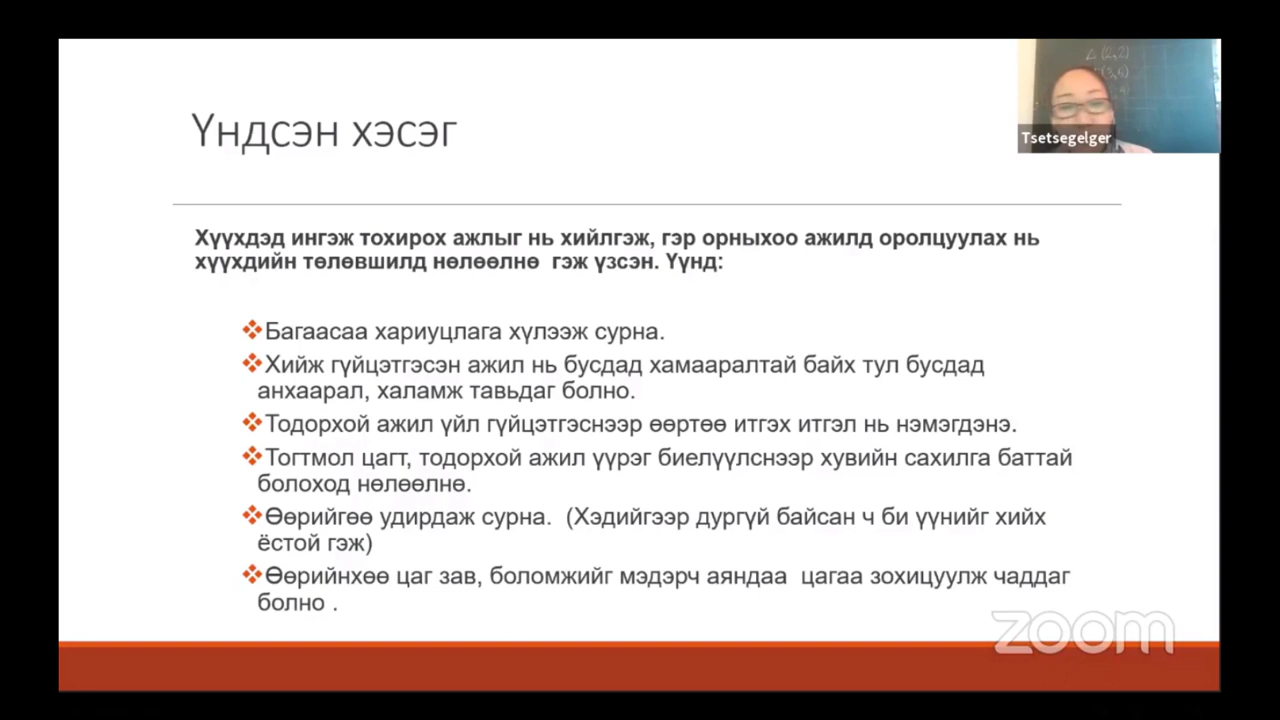 Үндсэн хэсэг
Tsetsegelger
Хүүхдэд ингэж тохирох ажлыг нь хийлгэж, гэр орныхоо ажилд оролцуулах нь
хүүхдийн төлөвшилд нөлөөлнө гэж үзсэн. Үүнд:
❖Багаасаа хариуцлага хүлээж сурна.
❖Хийж гүйцэтгэсэн ажил нь бусдад хамааралтай байх тул бусдад
анхаарал, халамж тавьдаг болно.
❖Тодорхой ажил үйл гүйцэтгэснээр өөртөө итгэх итгэл нь нэмэгдэнэ.
❖Тогтмол цагт, тодорхой ажил үүрэг биелүүлснээр хувийн сахилга баттай
болоход нөлөөлнө.
❖Өөрийгөө удирдаж сурна. (Хэдийгээр дургүй байсан ч би үүнийг хийх
ёстой гэж)
❖Өөрийнхөө цаг зав, боломжийг мэдэрч аяндаа цагаа зохицуулж чаддаг
болно .
zoom